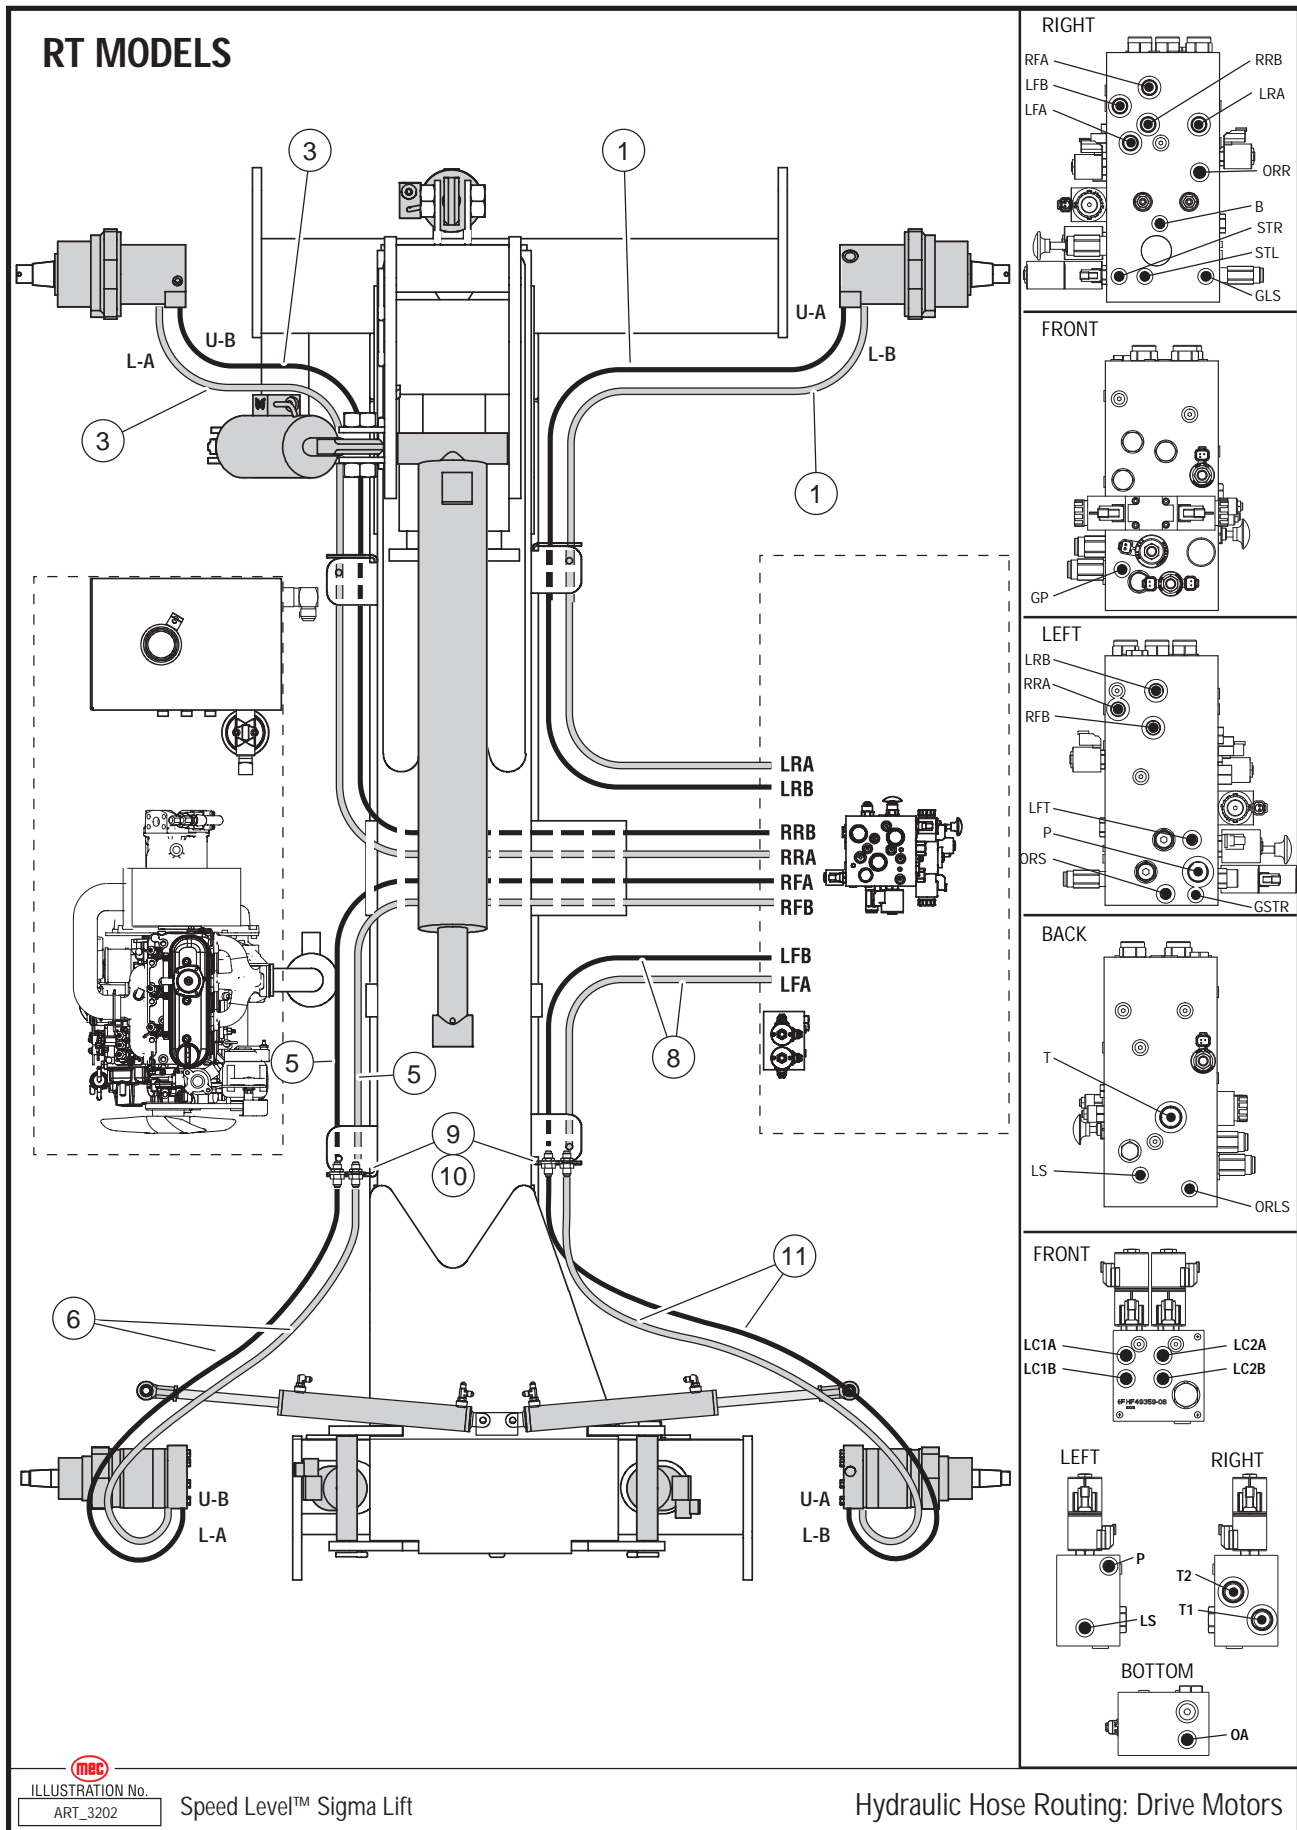 RT MODELS
3
1
U-B
L-A
U-A
L-B
3
1
LRA
LRB
RRB
RRA
RFA
RFB
LFB
LFA
5
5
8
9
10
11
6
U-B
L-A
U-A
L-B
RIGHT
RFA
LFB
LFA
RRB
LRA
ORR
B
STR
STL
GLS
FRONT
GP
LEFT
LRB
RRA
RFB
LFT
P
ORS
GSTR
BACK
T
LS
ORLS
FRONT
LC1A
LC2A
LC1B
LC2B
HF49359-08
LEFT
RIGHT
P
LS
T2
T1
BOTTOM
OA
mec
ILLUSTRATION No.
ART_3202
Speed Level™ Sigma Lift
Hydraulic Hose Routing: Drive Motors